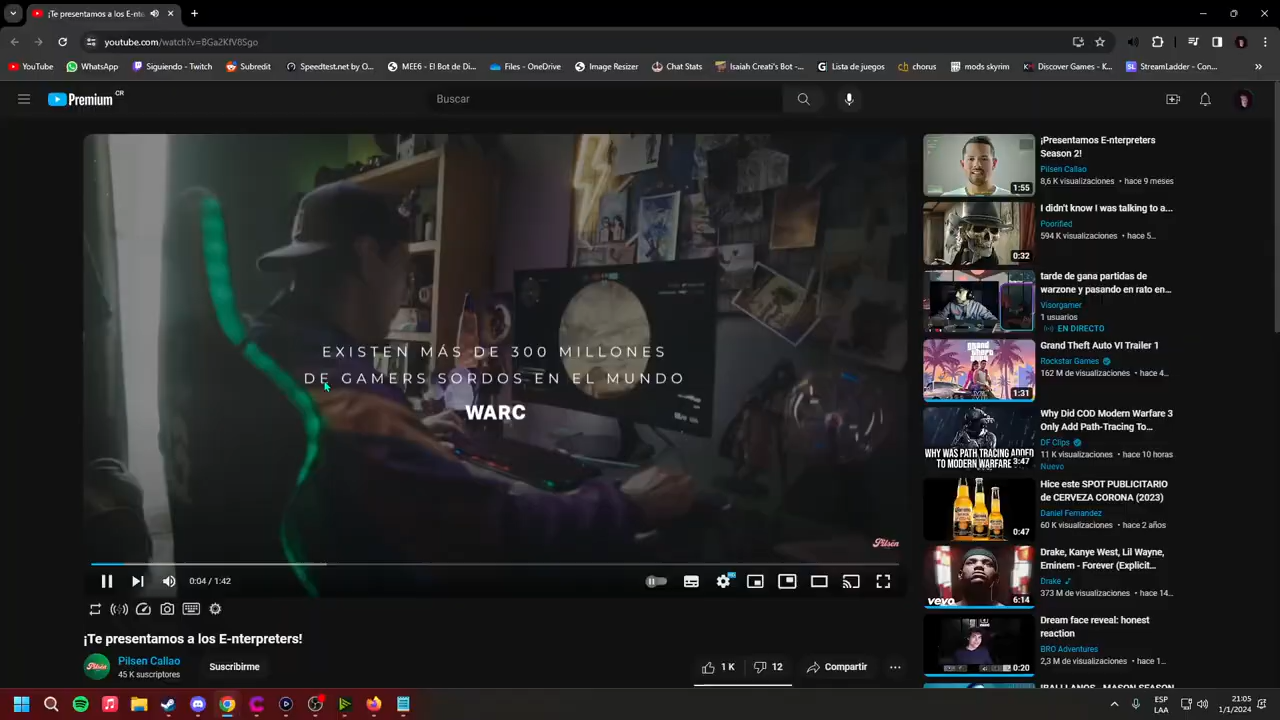 ¡Te presentamos a los E-nte
youtube.com/watch?v=BGa2KfV8Sgo
YouTube
WhatsApp
Siguiendo - Twitch
Subredit
Speedtest.net by O...
MEE6 - El Bot de Di...
Files - OneDrive
Image Resizer
Chat Stats
Isaiah Creati's Bot -...
Lista de juegos
chorus
mods skyrim
Discover Games - K...
StreamLadder - Con...
Premium CR
Buscar
EXISTEN MÁS DE 300 MILLONES
DE GAMERS SORDOS EN EL MUNDO
WARC
Pilsen
0:04 / 1:42
¡Te presentamos a los E-nterpreters!
Pilsen Callao
45 K suscriptores
Suscribirme
1 K
12
Compartir
1:55
¡Presentamos E-nterpreters
Season 2!
Pilsen Callao
8,6 K visualizaciones • hace 9 meses
0:32
I didn't know I was talking to a...
Poorified
594 K visualizaciones • hace 5...
tarde de gana partidas de
warzone y pasando en rato en...
Visorgamer
1 usuarios
EN DIRECTO
1:31
Grand Theft Auto VI Trailer 1
Rockstar Games
162 M de visualizaciones • hace 4...
WHY WAS PATH TRACING ADDED
TO MODERN WARFARE
3:47
Why Did COD Modern Warfare 3
Only Add Path-Tracing To...
DF Clips
11 K visualizaciones • hace 10 horas
Nuevo
0:47
Hice este SPOT PUBLICITARIO
de CERVEZA CORONA (2023)
Daniel Fernandez
60 K visualizaciones • hace 2 años
vevo
6:14
Drake, Kanye West, Lil Wayne,
Eminem - Forever (Explicit...
Drake
373 M de visualizaciones • hace 14...
0:20
Dream face reveal: honest
reaction
BRO Adventures
2,3 M de visualizaciones • hace 1...
ESP
LAA
21:05
1/1/2024